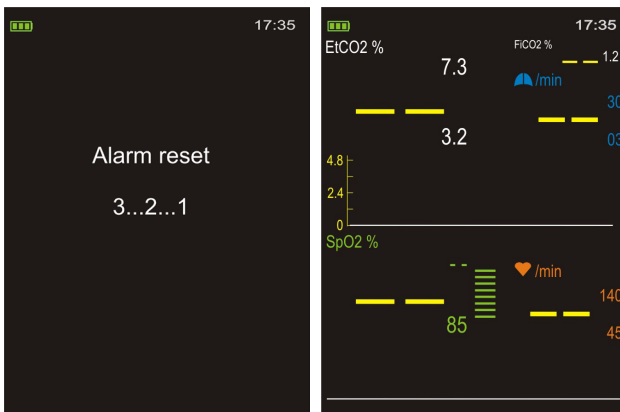 17:35
Alarm reset
3...2...1
17:35
EtCO2 %
FiCO2 %
7.3
-- 1.2
/min
30
-- --
3.2
03
4.8
2.4
0
SpO2 %
--
/min
140
-- --
85
45